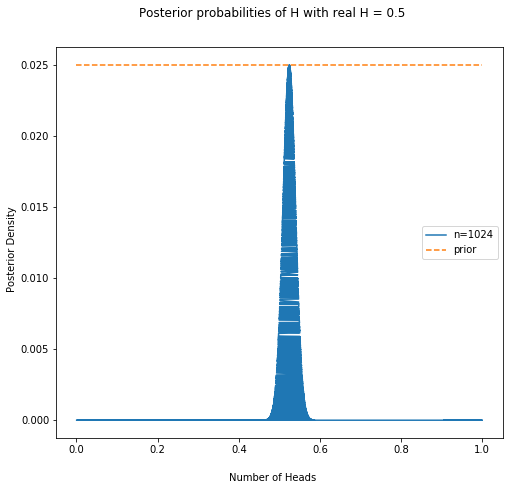 Posterior probabilities of H with real H = 0.5
0.025
0.020
0.015
0.010
0.005
0.000
Posterior Density
n=1024
prior
0.0 0.2 0.4 0.6 0.8 1.0
Number of Heads